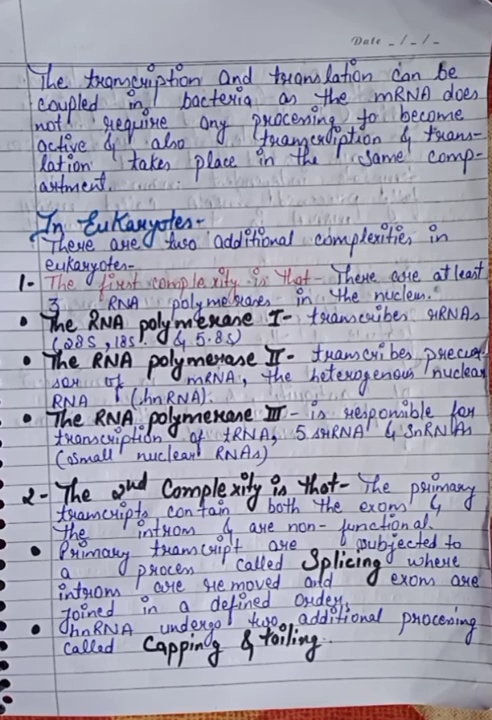 Date _/_/_
The transcription and translation can be
coupled in bacteria as the mRNA does
not require any processing to become
active & also transcription & trans-
lation takes place in the same comp-
artment.
In Eukaryotes-
There are two additional complexities in
eukaryotes-
1- The first complexity is that- There are at least
3 RNA polymerases in the nucleus.
• The RNA polymerase I- transcribes rRNAs
(28S, 18S & 5.8S)
• The RNA polymerase II- transcribes precur
sor of mRNA, the heterogenous nuclear
RNA (hnRNA).
• The RNA polymerase III- is responsible for
transcription of tRNA, 5 srRNA & SnRNAs
(small nuclear RNAs)
2- The 2nd Complexity is that- The primary
transcripts contain both the exons &
the introns & are non-functional.
• Primary transcript are subjected to
a process called Splicing where
introns are removed and exons are
joined in a defined order.
• hnRNA undergo two additional processing
called Capping & tailing.